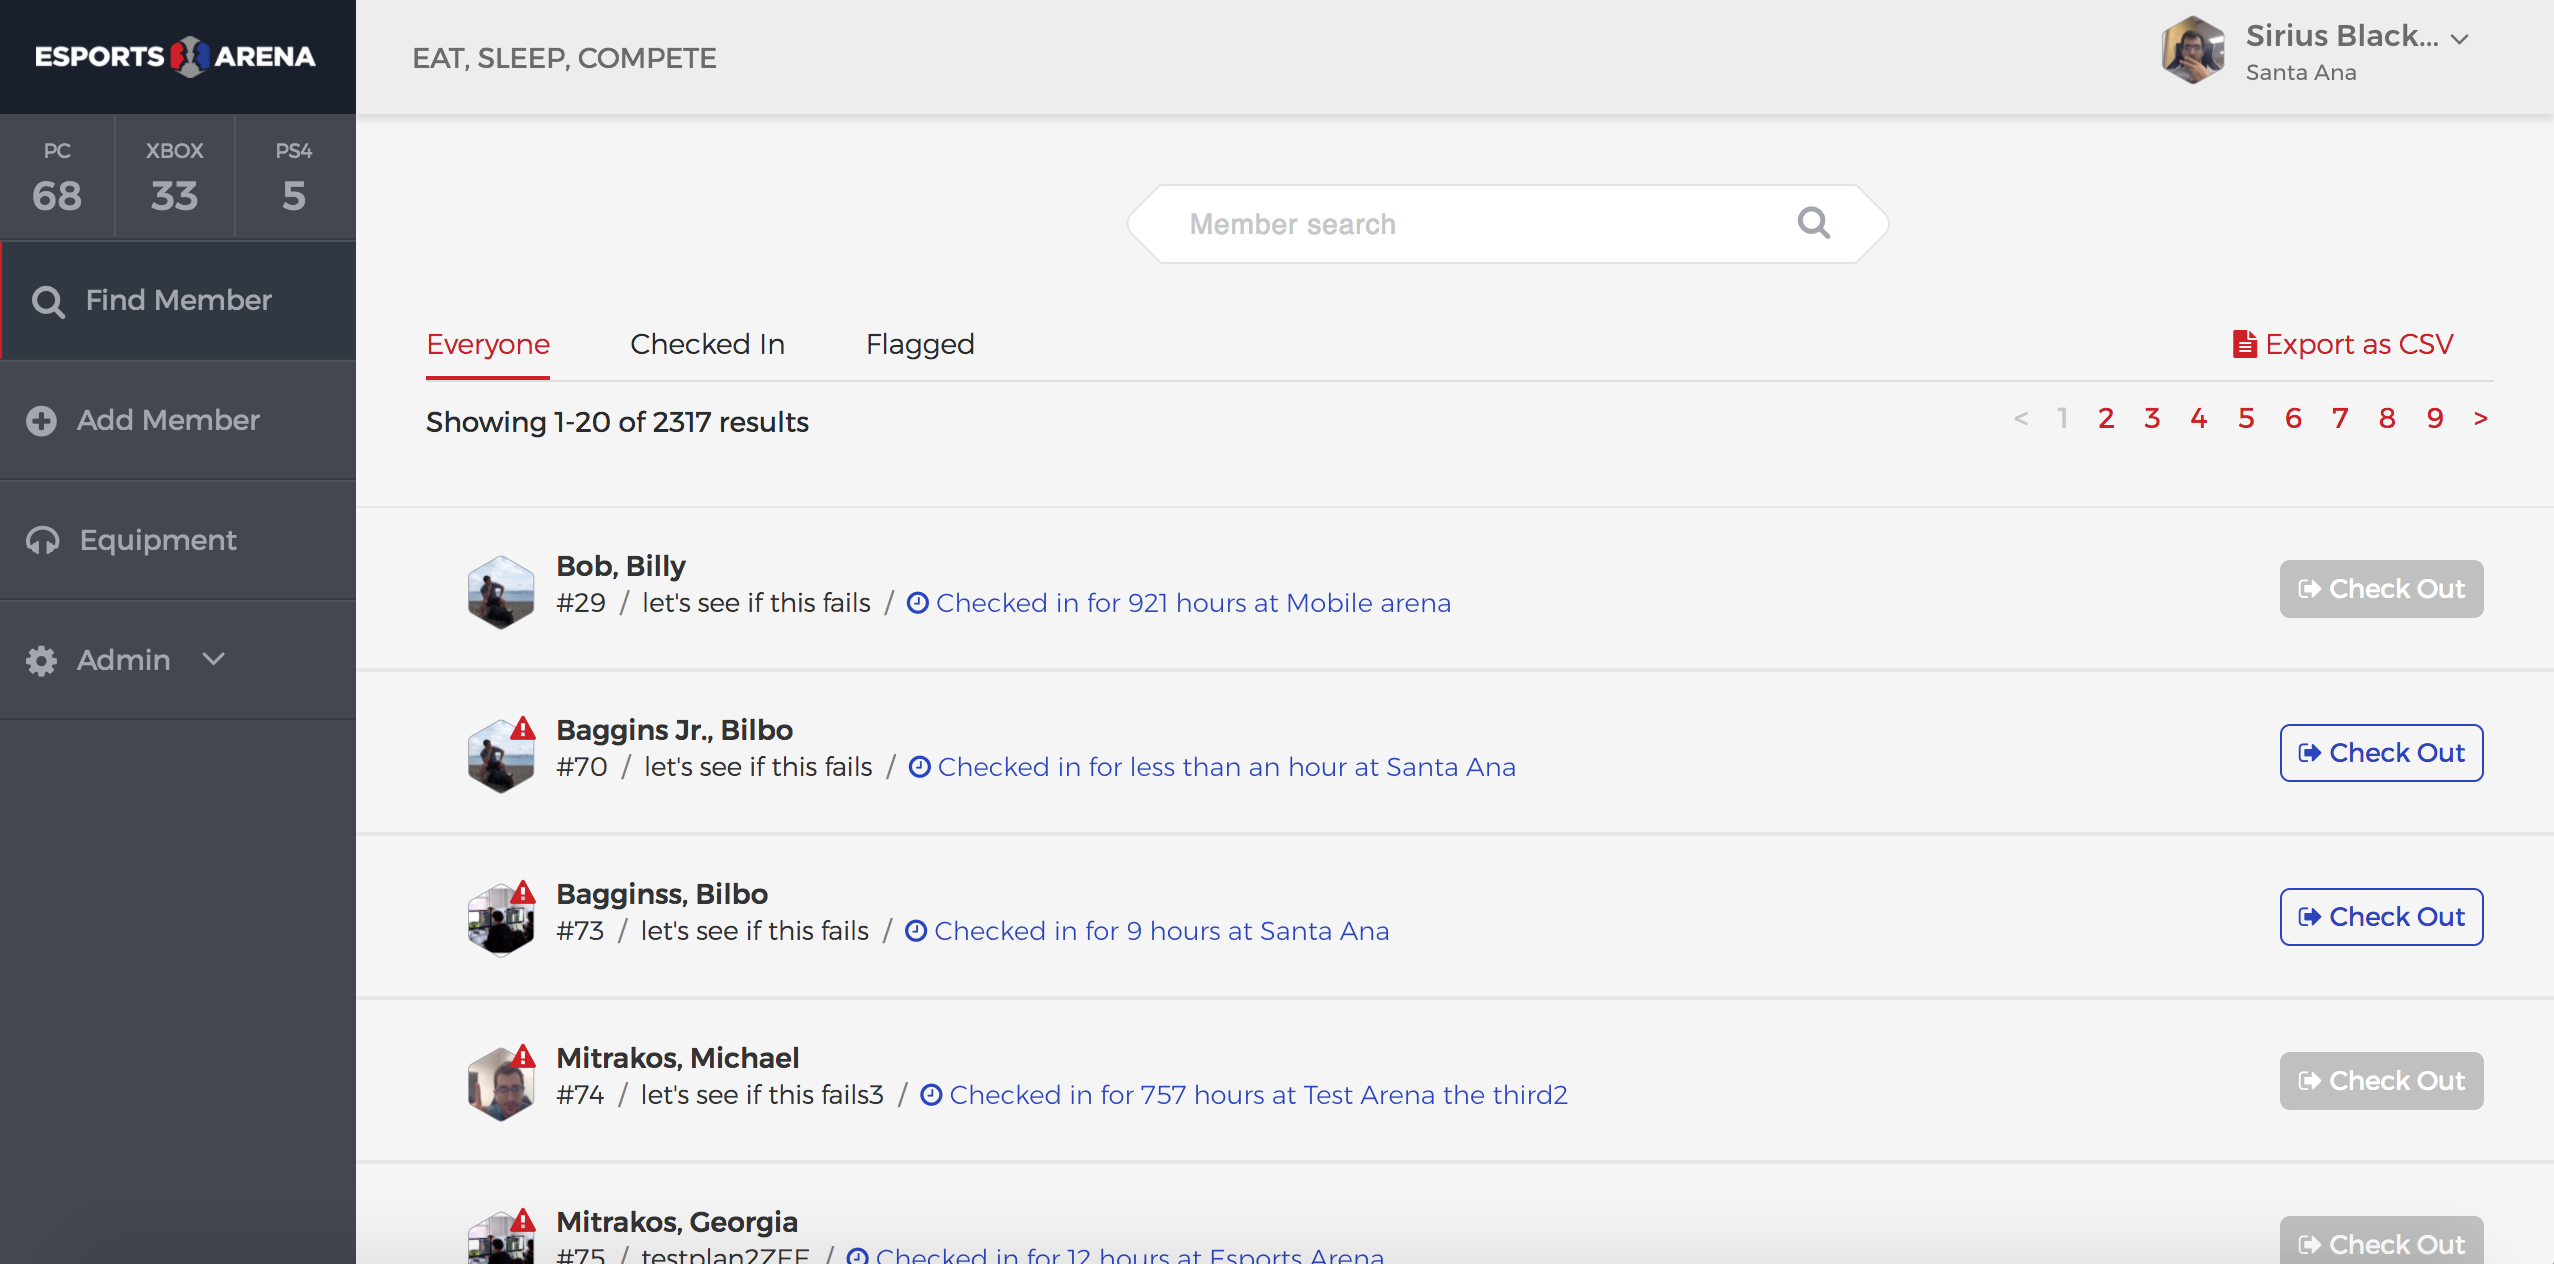 ESPORTS ARENA
EAT, SLEEP, COMPETE
Sirius Black...
Santa Ana
PC
68
XBOX
33
PS4
5
Find Member
Add Member
Equipment
Admin
Member search
Everyone
Checked In
Flagged
Export as CSV
Showing 1-20 of 2317 results
< 1 2 3 4 5 6 7 8 9 >
Bob, Billy
#29 / let's see if this fails / Checked in for 921 hours at Mobile arena
Check Out
Baggins Jr., Bilbo
#70 / let's see if this fails / Checked in for less than an hour at Santa Ana
Check Out
Bagginss, Bilbo
#73 / let's see if this fails / Checked in for 9 hours at Santa Ana
Check Out
Mitrakos, Michael
#74 / let's see if this fails3 / Checked in for 757 hours at Test Arena the third2
Check Out
Mitrakos, Georgia
#75 / testplan2ZEE / Checked in for 12 hours at Esports Arena
Check Out